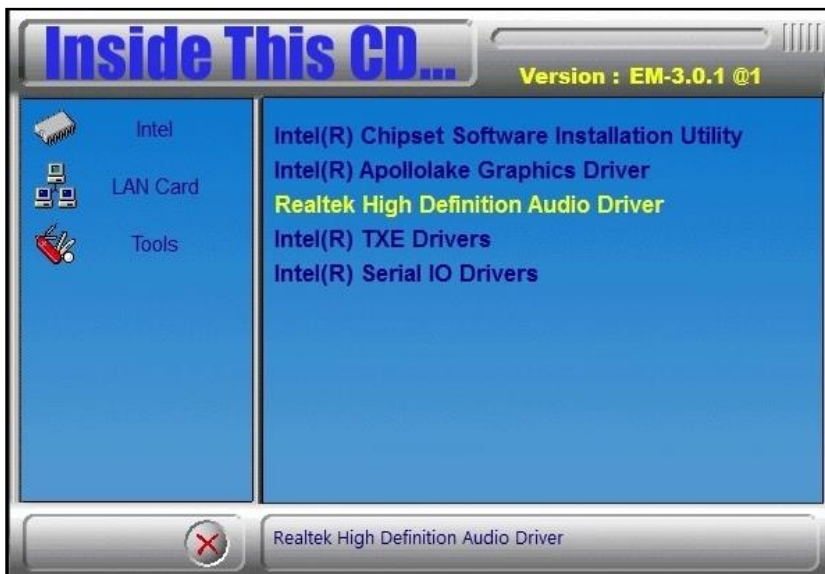 Inside This CD...
Version : EM-3.0.1 @1
Intel
LAN Card
Tools
Intel(R) Chipset Software Installation Utility
Intel(R) Apollolake Graphics Driver
Realtek High Definition Audio Driver
Intel(R) TXE Drivers
Intel(R) Serial IO Drivers
Realtek High Definition Audio Driver